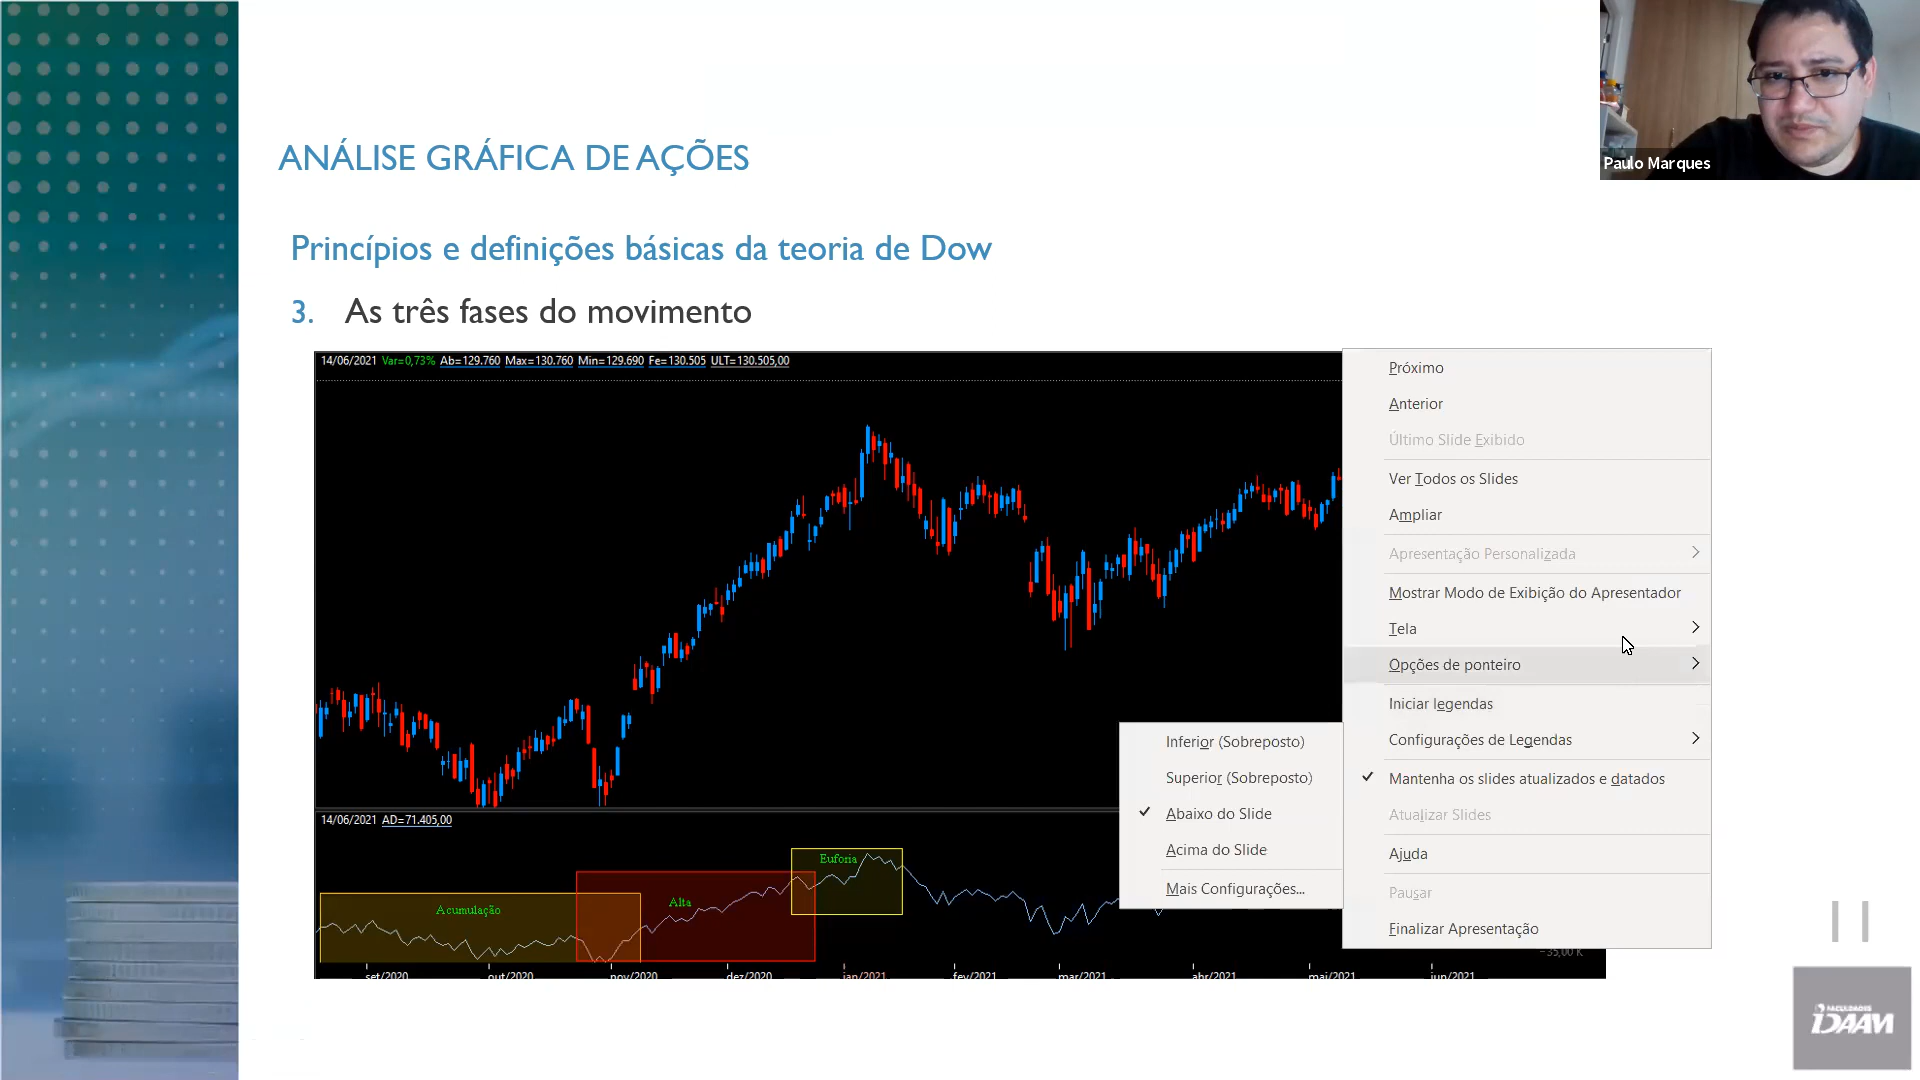 Paulo Marques
ANÁLISE GRÁFICA DE AÇÕES
Princípios e definições básicas da teoria de Dow
3. As três fases do movimento
14/06/2021 Var=0,73% Ab=129.760 Max=130.760 Min=129.690 Fe=130.505 ULT=130.505,00
Próximo
Anterior
Último Slide Exibido
Ver Todos os Slides
Ampliar
Apresentação Personalizada
Mostrar Modo de Exibição do Apresentador
Tela
Opções de ponteiro
Iniciar legendas
Configurações de Legendas
Mantenha os slides atualizados e datados
Atualizar Slides
Ajuda
Pausar
Finalizar Apresentação
Inferior (Sobreposto)
Superior (Sobreposto)
Abaixo do Slide
Acima do Slide
Mais Configurações...
14/06/2021 AD=71.405,00
Euforia
Alta
Acumulação
35,00 K
set/2020 out/2020 nov/2020 dez/2020 jan/2021 fev/2021 mar/2021 abr/2021 mai/2021 jun/2021
FACULDADES
IDAAM